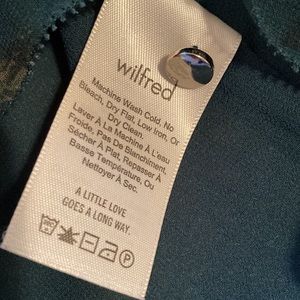 wilfred
Machine Wash Cold. No
Bleach, Dry Flat, Low Iron, Or
Dry Clean.
Laver À La Machine À L'eau
Froide. Pas De Blanchiment,
Sécher À Plat, Repasser À
Basse Température, Ou
Nettoyer À Sec.
A LITTLE LOVE
GOES A LONG WAY.
P